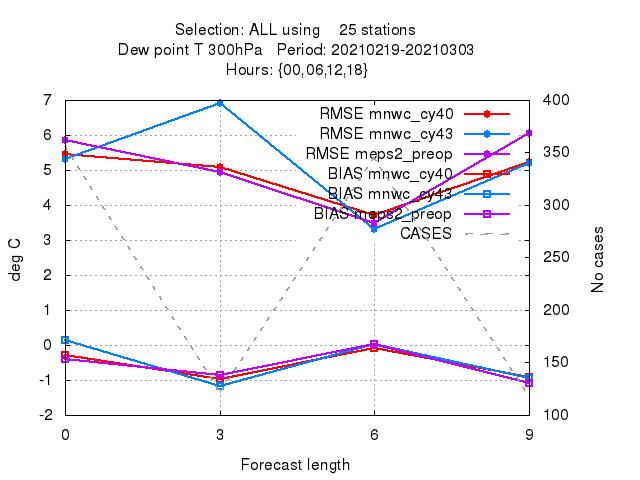 Selection: ALL using    25 stations
Dew point T 300hPa   Period: 20210219-20210303
Hours: {00,06,12,18}
7
6
5
4
3
2
1
0
-1
-2
400
350
300
250
200
150
100
RMSE mnwc_cy40
RMSE mnwc_cy43
RMSE meps2_preop
BIAS mnwc_cy40
BIAS mnwc_cy43
BIAS meps2_preop
CASES
deg C
No cases
0
3
6
9
Forecast length